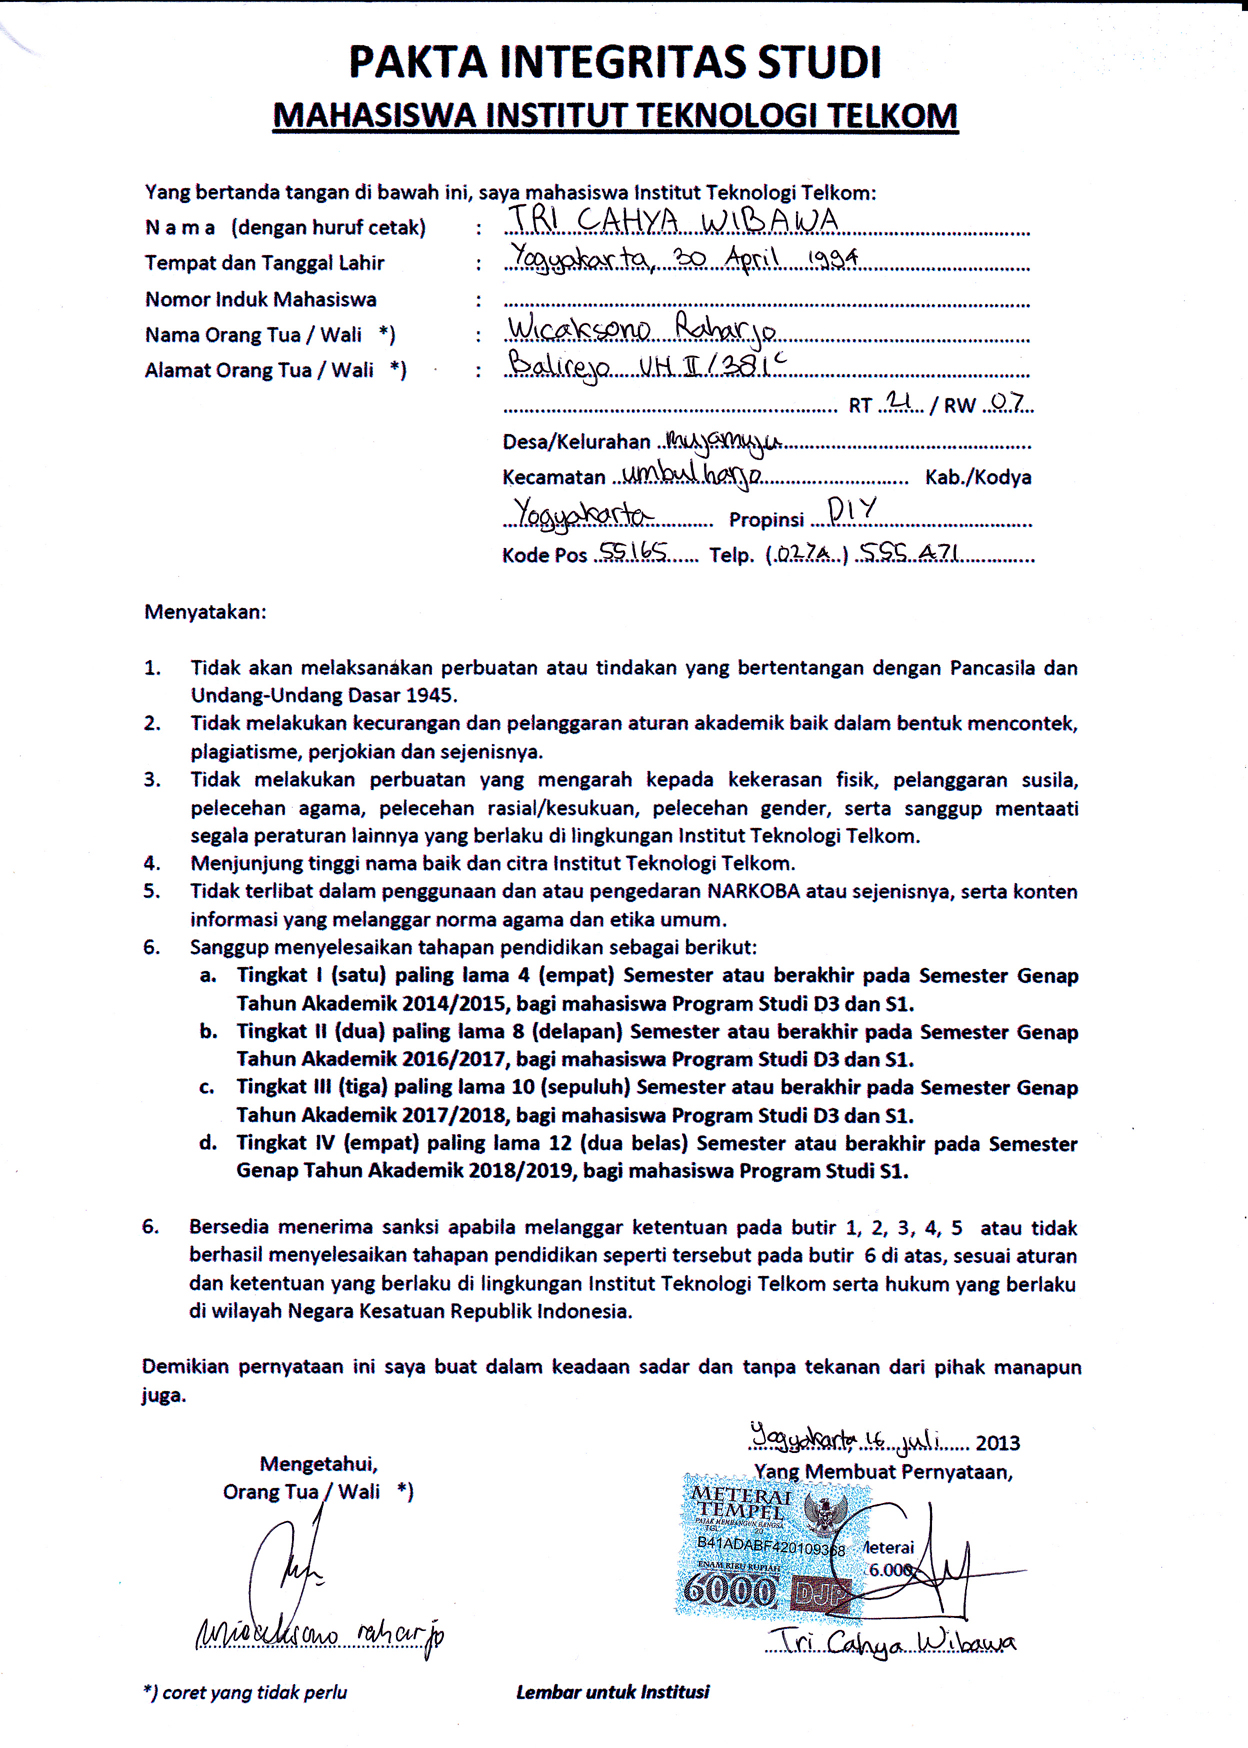 PAKTA INTEGRITAS STUDI
MAHASISWA INSTITUT TEKNOLOGI TELKOM
Yang bertanda tangan di bawah ini, saya mahasiswa Institut Teknologi Telkom:
N a m a (dengan huruf cetak) : TRI CAHYA WIBAWA
Tempat dan Tanggal Lahir : Yogyakarta, 30 April 1994
Nomor Induk Mahasiswa :
Nama Orang Tua / Wali *) : Wicaksono Raharjo
Alamat Orang Tua / Wali *) : Balirejo UH II / 381 C
RT 21 / RW 07
Desa/Kelurahan mujamuju
Kecamatan umbulharjo Kab./Kodya
Yogyakarta Propinsi DIY
Kode Pos 55165 Telp. (0274) 555 471
Menyatakan:
1. Tidak akan melaksanakan perbuatan atau tindakan yang bertentangan dengan Pancasila dan
Undang-Undang Dasar 1945.
2. Tidak melakukan kecurangan dan pelanggaran aturan akademik baik dalam bentuk mencontek,
plagiatisme, perjokian dan sejenisnya.
3. Tidak melakukan perbuatan yang mengarah kepada kekerasan fisik, pelanggaran susila,
pelecehan agama, pelecehan rasial/kesukuan, pelecehan gender, serta sanggup mentaati
segala peraturan lainnya yang berlaku di lingkungan Institut Teknologi Telkom.
4. Menjunjung tinggi nama baik dan citra Institut Teknologi Telkom.
5. Tidak terlibat dalam penggunaan dan atau pengedaran NARKOBA atau sejenisnya, serta konten
informasi yang melanggar norma agama dan etika umum.
6. Sanggup menyelesaikan tahapan pendidikan sebagai berikut:
a. Tingkat I (satu) paling lama 4 (empat) Semester atau berakhir pada Semester Genap
Tahun Akademik 2014/2015, bagi mahasiswa Program Studi D3 dan S1.
b. Tingkat II (dua) paling lama 8 (delapan) Semester atau berakhir pada Semester Genap
Tahun Akademik 2016/2017, bagi mahasiswa Program Studi D3 dan S1.
c. Tingkat III (tiga) paling lama 10 (sepuluh) Semester atau berakhir pada Semester Genap
Tahun Akademik 2017/2018, bagi mahasiswa Program Studi D3 dan S1.
d. Tingkat IV (empat) paling lama 12 (dua belas) Semester atau berakhir pada Semester
Genap Tahun Akademik 2018/2019, bagi mahasiswa Program Studi S1.
6. Bersedia menerima sanksi apabila melanggar ketentuan pada butir 1, 2, 3, 4, 5 atau tidak
berhasil menyelesaikan tahapan pendidikan seperti tersebut pada butir 6 di atas, sesuai aturan
dan ketentuan yang berlaku di lingkungan Institut Teknologi Telkom serta hukum yang berlaku
di wilayah Negara Kesatuan Republik Indonesia.
Demikian pernyataan ini saya buat dalam keadaan sadar dan tanpa tekanan dari pihak manapun
juga.
Yogyakarta, 16 juli 2013
Mengetahui,
Yang Membuat Pernyataan,
Orang Tua / Wali *)
METERAI
TEMPEL
PAJAK MEMBANGUN BANGSA
TGL. 20
B41ADABF420109368
Meterai
ENAM RIBU RUPIAH
6.000
6000 DJP
wicaksono raharjo
Tri Cahya Wibawa
*) coret yang tidak perlu
Lembar untuk Institusi